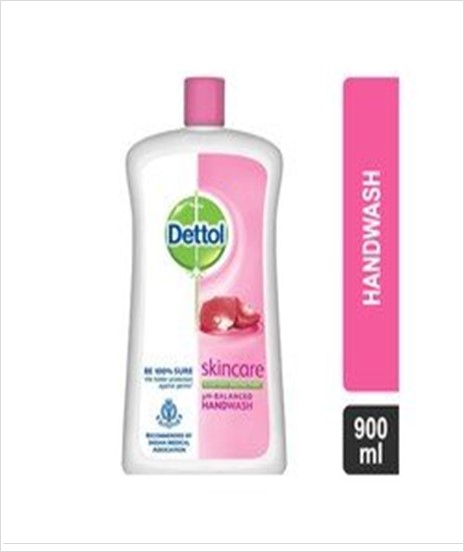 Dettol
BE 100% SURE
skincare
pH-BALANCED
HANDWASH
RECOMMENDED BY
INDIAN MEDICAL
ASSOCIATION
HANDWASH
900
ml